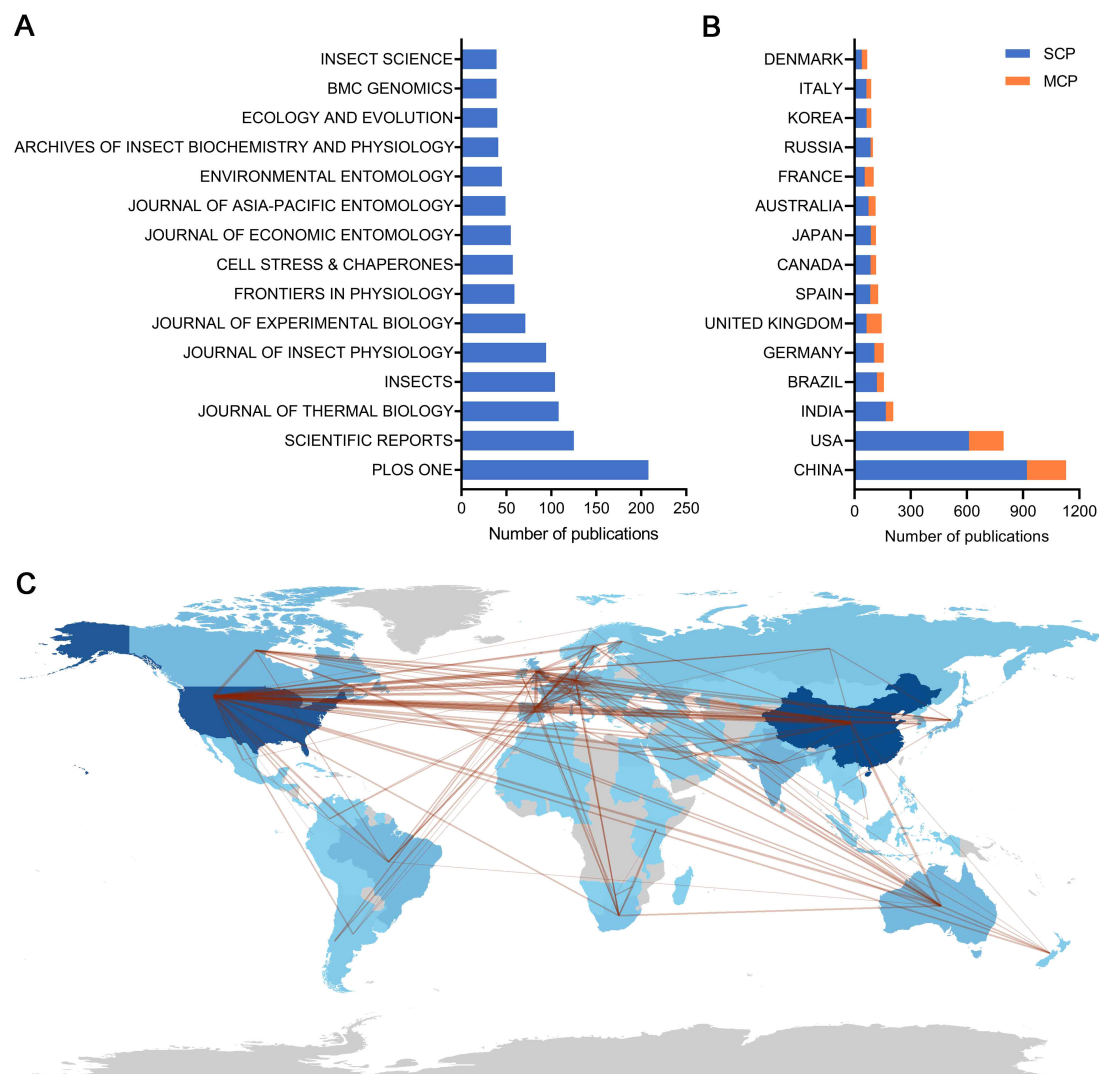 A
INSECT SCIENCE
BMC GENOMICS
ECOLOGY AND EVOLUTION
ARCHIVES OF INSECT BIOCHEMISTRY AND PHYSIOLOGY
ENVIRONMENTAL ENTOMOLOGY
JOURNAL OF ASIA-PACIFIC ENTOMOLOGY
JOURNAL OF ECONOMIC ENTOMOLOGY
CELL STRESS & CHAPERONES
FRONTIERS IN PHYSIOLOGY
JOURNAL OF EXPERIMENTAL BIOLOGY
JOURNAL OF INSECT PHYSIOLOGY
INSECTS
JOURNAL OF THERMAL BIOLOGY
SCIENTIFIC REPORTS
PLOS ONE
0 50 100 150 200 250
Number of publications
B
SCP
MCP
DENMARK
ITALY
KOREA
RUSSIA
FRANCE
AUSTRALIA
JAPAN
CANADA
SPAIN
UNITED KINGDOM
GERMANY
BRAZIL
INDIA
USA
CHINA
0 300 600 900 1200
Number of publications
C